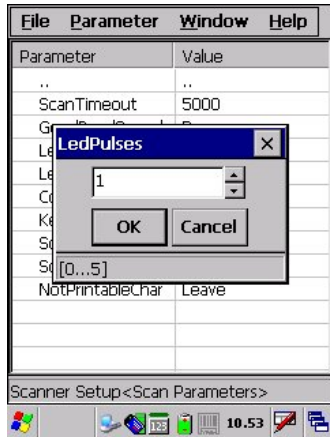 File Parameter Window Help
Parameter Value
.. ..
ScanTimeout 5000
LedPulses
1
OK Cancel
[0...5]
NotPrintableChar Leave
Scanner Setup<Scan Parameters>
123 10.53